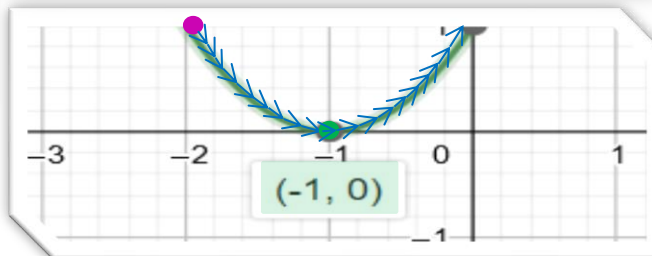 –3 –2 –1 0 1
(-1, 0)
–1